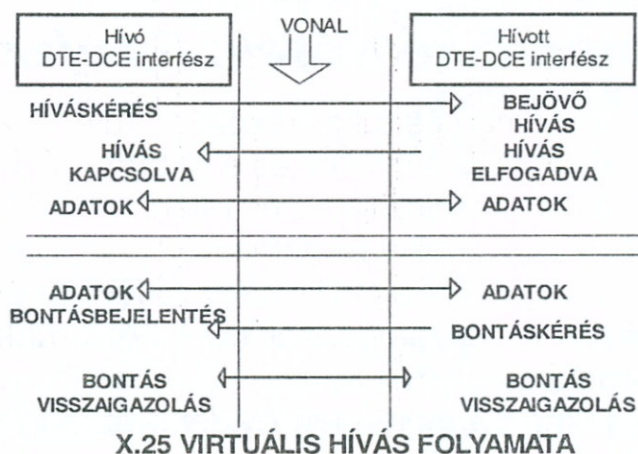 Hívó
DTE-DCE interfész
VONAL
Hívott
DTE-DCE interfész
HÍVÁSKÉRÉS
BEJÖVŐ
HÍVÁS
HÍVÁS
KAPCSOLVA
HÍVÁS
ELFOGADVA
ADATOK
ADATOK
ADATOK
ADATOK
BONTÁSBEJELENTÉS
BONTÁSKÉRÉS
BONTÁS
VISSZAIGAZOLÁS
BONTÁS
VISSZAIGAZOLÁS
X.25 VIRTUÁLIS HÍVÁS FOLYAMATA